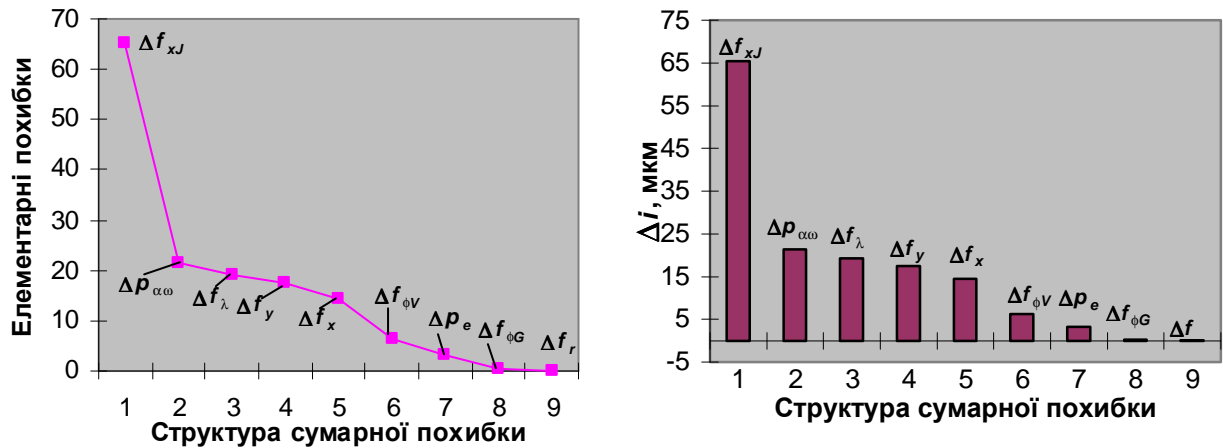 70
60
50
40
30
20
10
0
Елементарні похибки
Δf xJ
Δp αω
Δf λ
Δf y
Δf x
Δf ϕV
Δp e
Δf ϕG
Δf r
1 2 3 4 5 6 7 8 9
Структура сумарної похибки
75
65
55
45
35
25
15
5
-5
Δi, мкм
Δf xJ
Δp αω
Δf λ
Δf y
Δf x
Δf ϕV
Δp e
Δf ϕG
Δf
1 2 3 4 5 6 7 8 9
Структура сумарної похибки